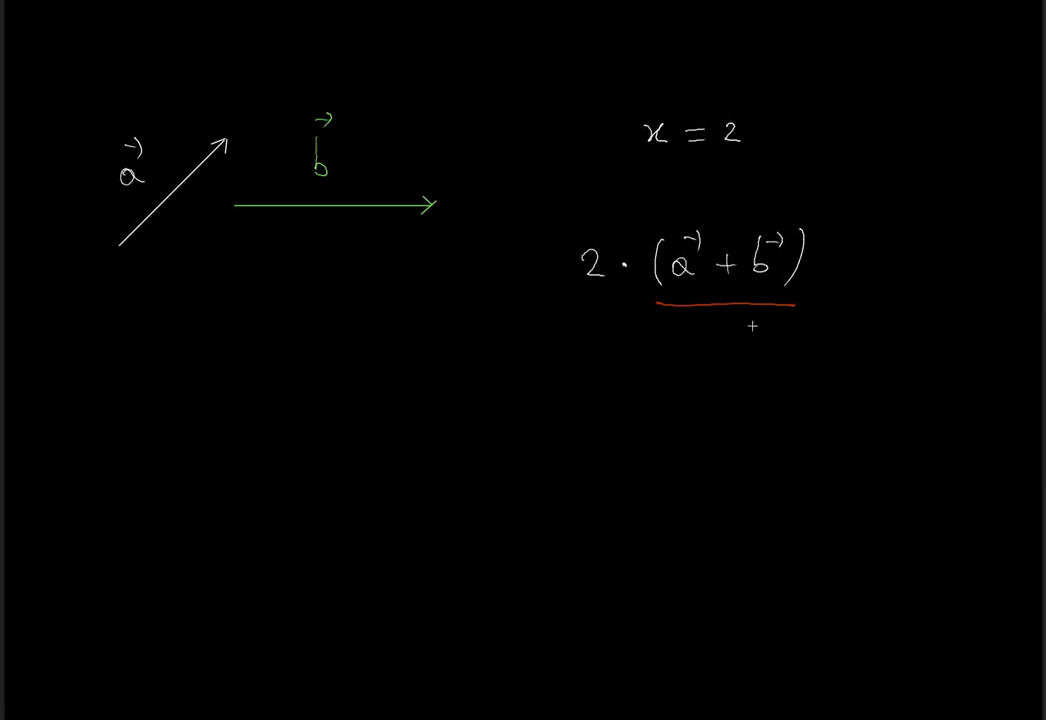 a⃗
b⃗
x = 2
2 · (a⃗ + b⃗)